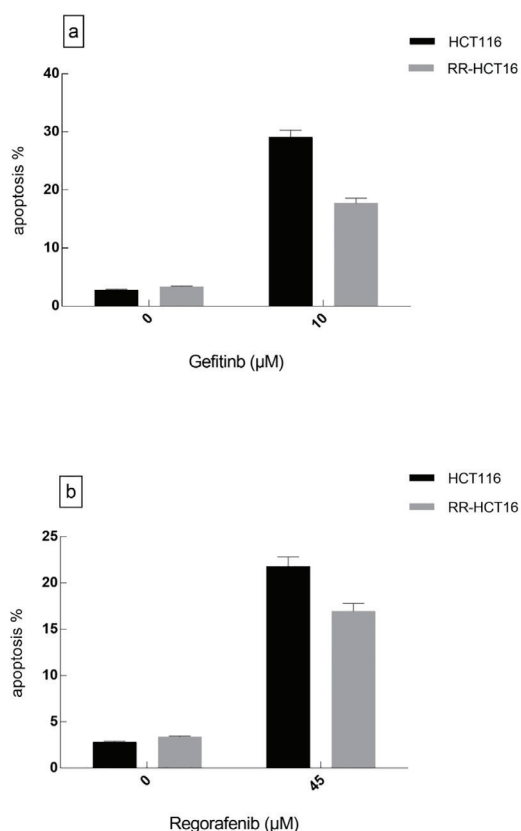 a
HCT116
RR-HCT16
40
30
20
10
0
apoptosis %
0
10
Gefitinb (µM)
b
HCT116
RR-HCT16
25
20
15
10
5
0
apoptosis %
0
45
Regorafenib (µM)